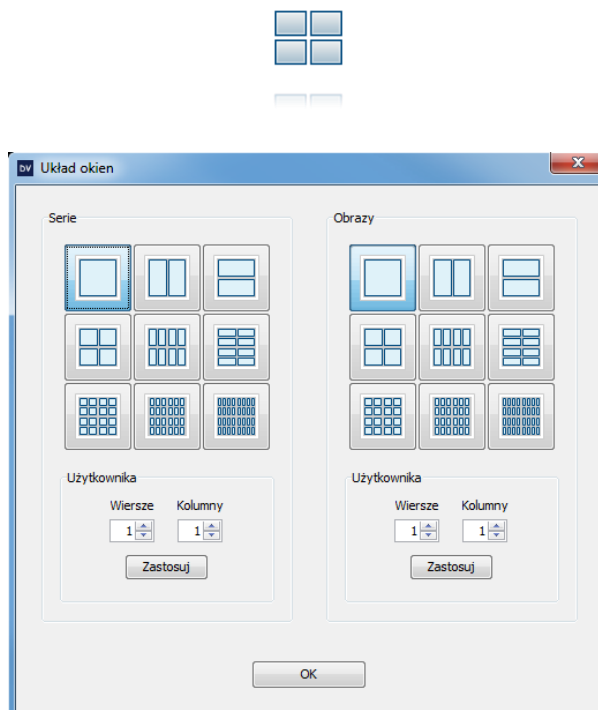 DV Układ okien
Serie
Użytkownika
Wiersze Kolumny
1 1
Zastosuj
Obrazy
Użytkownika
Wiersze Kolumny
1 1
Zastosuj
OK